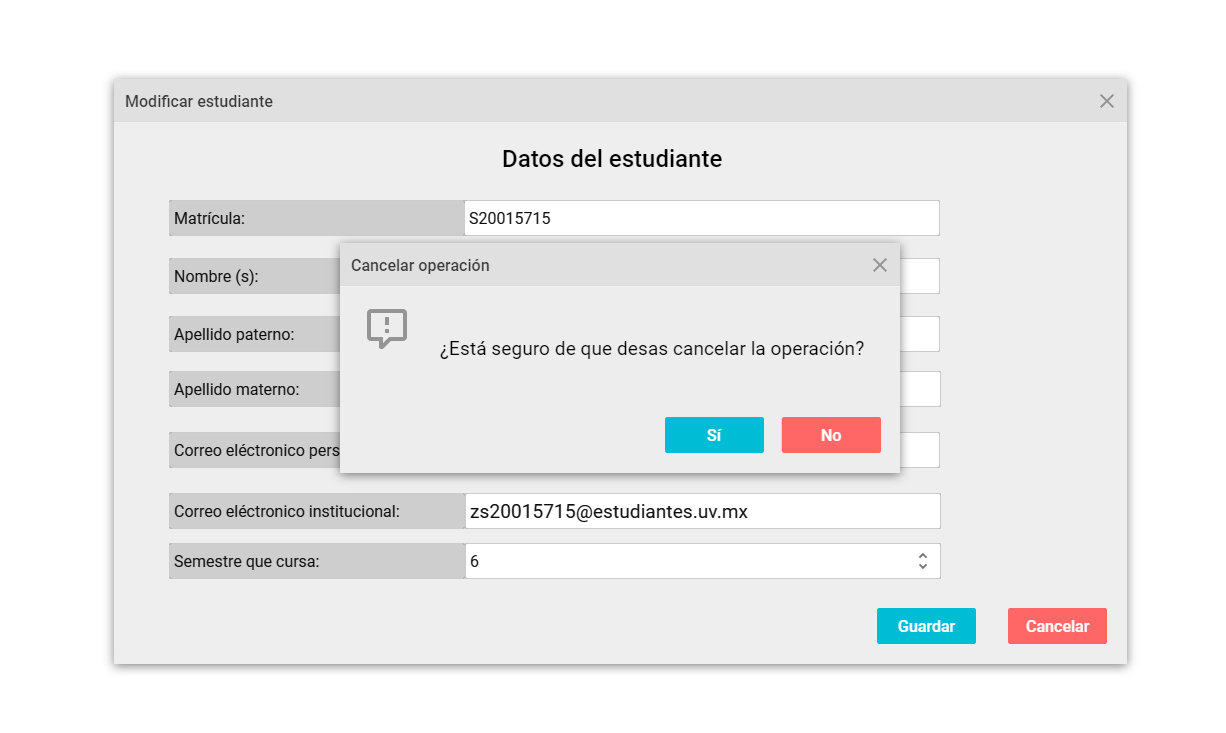 Modificar estudiante
Datos del estudiante
Matrícula: S20015715
Cancelar operación
Nombre (s):
¿Está seguro de que desas cancelar la operación?
Apellido paterno:
Apellido materno:
Sí No
Correo eléctronico pers
Correo eléctronico institucional: zs20015715@estudiantes.uv.mx
Semestre que cursa: 6
Guardar Cancelar